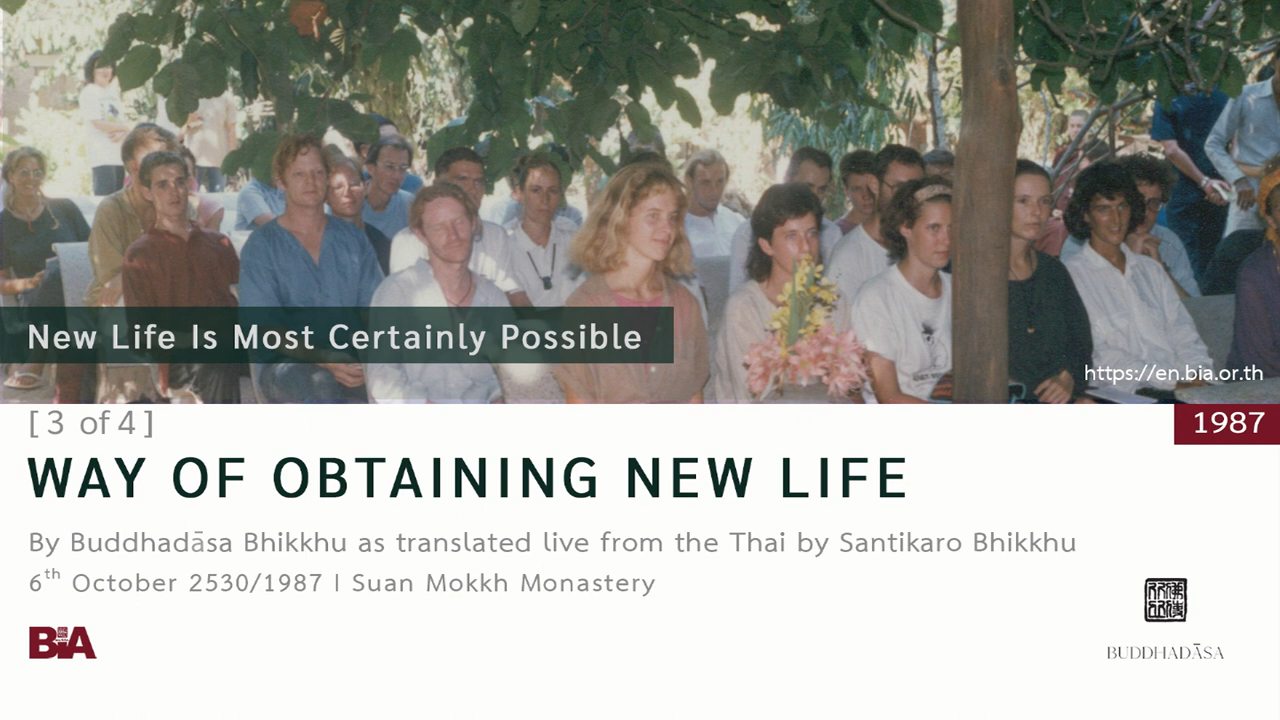 New Life Is Most Certainly Possible
https://en.bia.or.th
[ 3 of 4 ]
1987
WAY OF OBTAINING NEW LIFE
By Buddhadāsa Bhikkhu as translated live from the Thai by Santikaro Bhikkhu
6th October 2530/1987 | Suan Mokkh Monastery
BIA
BUDDHADĀSA